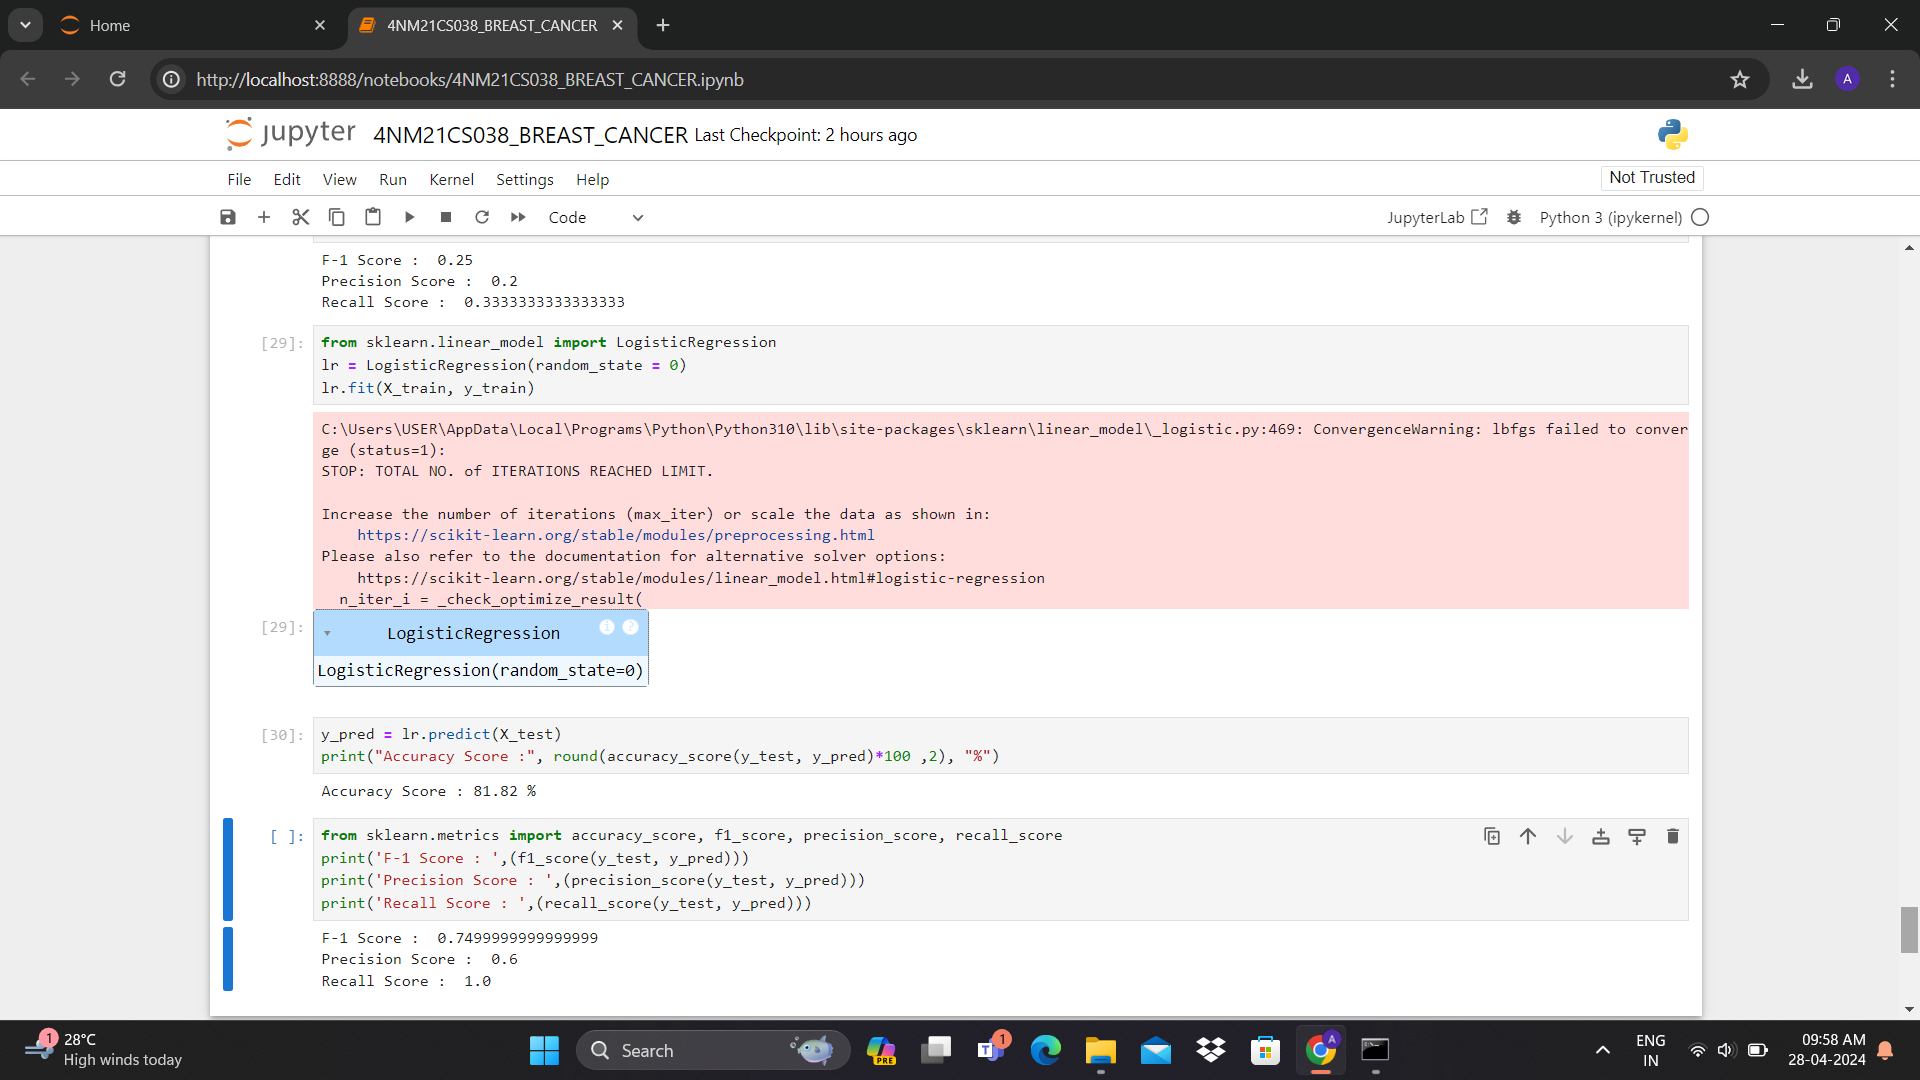 Home
4NM21CS038_BREAST_CANCER
http://localhost:8888/notebooks/4NM21CS038_BREAST_CANCER.ipynb
A
jupyter 4NM21CS038_BREAST_CANCER Last Checkpoint: 2 hours ago
File Edit View Run Kernel Settings Help
Not Trusted
Code
JupyterLab
Python 3 (ipykernel)
F-1 Score :  0.25
Precision Score :  0.2
Recall Score :  0.3333333333333333
[29]:
from sklearn.linear_model import LogisticRegression
lr = LogisticRegression(random_state = 0)
lr.fit(X_train, y_train)
C:\Users\USER\AppData\Local\Programs\Python\Python310\lib\site-packages\sklearn\linear_model\_logistic.py:469: ConvergenceWarning: lbfgs failed to conver
ge (status=1):
STOP: TOTAL NO. of ITERATIONS REACHED LIMIT.
Increase the number of iterations (max_iter) or scale the data as shown in:
https://scikit-learn.org/stable/modules/preprocessing.html
Please also refer to the documentation for alternative solver options:
https://scikit-learn.org/stable/modules/linear_model.html#logistic-regression
n_iter_i = _check_optimize_result(
[29]:
LogisticRegression
i ?
LogisticRegression(random_state=0)
[30]:
y_pred = lr.predict(X_test)
print("Accuracy Score :", round(accuracy_score(y_test, y_pred)*100 ,2), "%")
Accuracy Score : 81.82 %
[ ]:
from sklearn.metrics import accuracy_score, f1_score, precision_score, recall_score
print('F-1 Score : ',(f1_score(y_test, y_pred)))
print('Precision Score : ',(precision_score(y_test, y_pred)))
print('Recall Score : ',(recall_score(y_test, y_pred)))
F-1 Score :  0.7499999999999999
Precision Score :  0.6
Recall Score :  1.0
1
28°C
High winds today
Search
PRE
T
1
A
ENG
IN
09:58 AM
28-04-2024